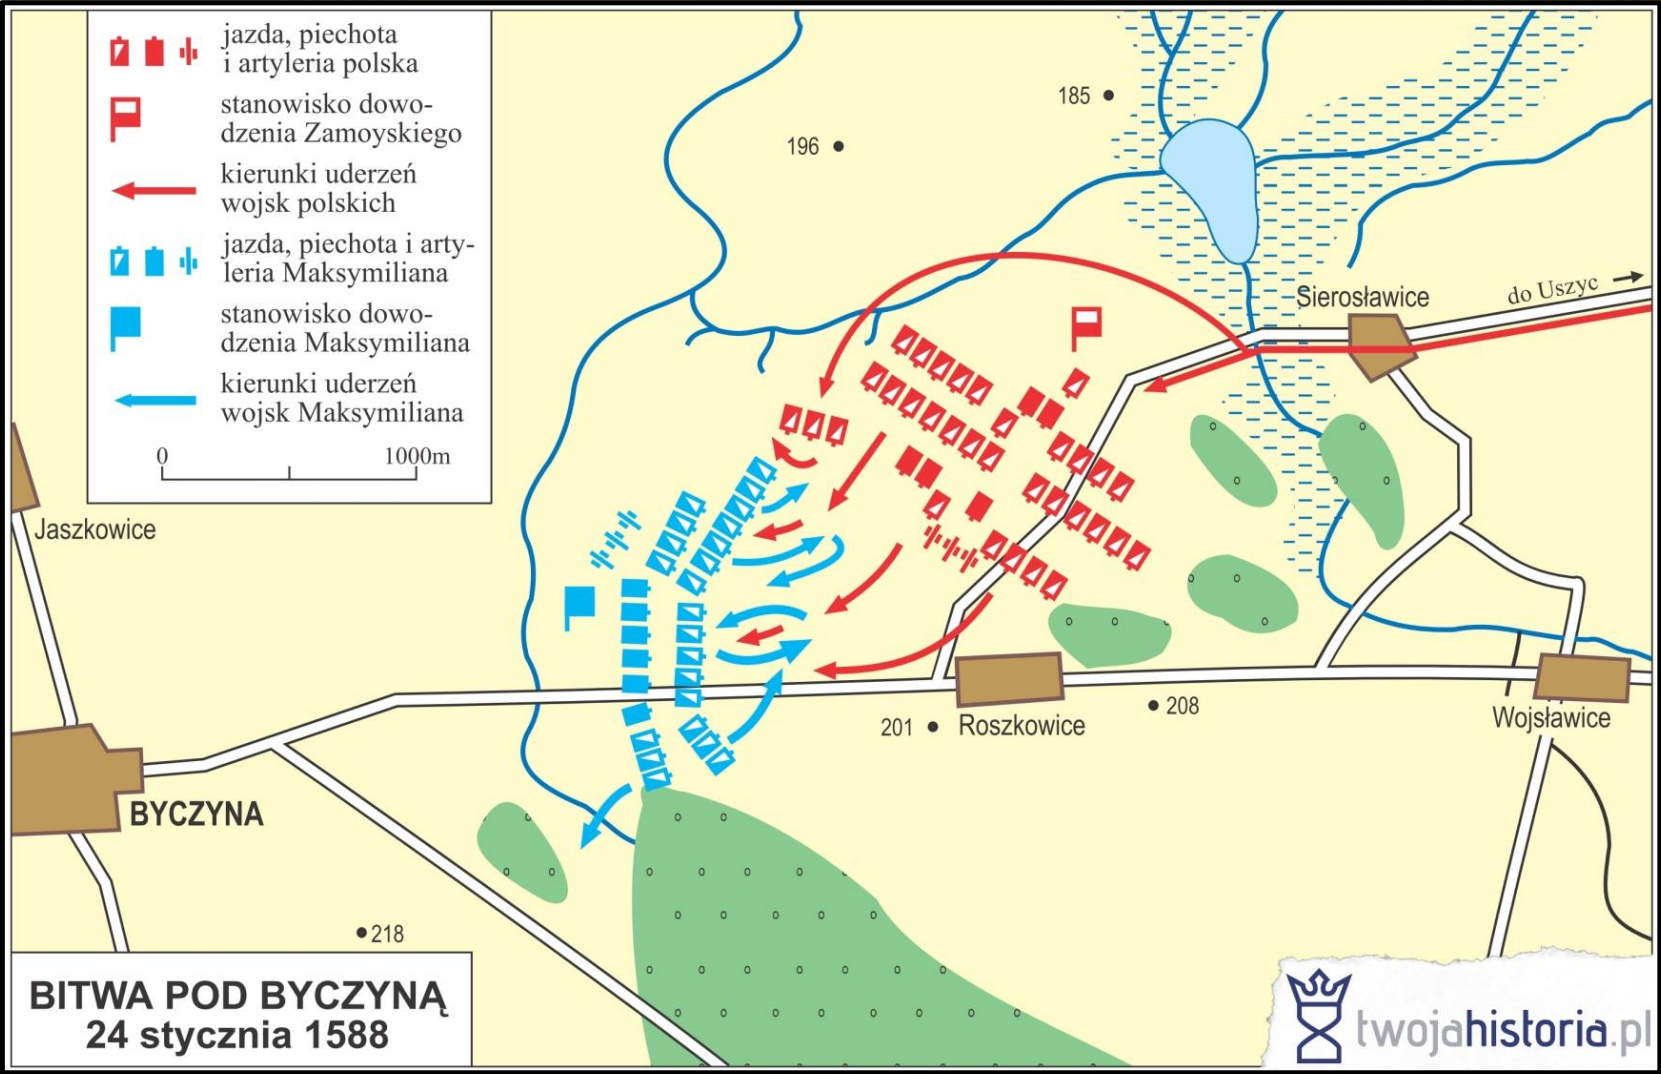 jazda, piechota
i artyleria polska
stanowisko dowo-
dzenia Zamoyskiego
kierunki uderzeń
wojsk polskich
jazda, piechota i arty-
leria Maksymiliana
stanowisko dowo-
dzenia Maksymiliana
kierunki uderzeń
wojsk Maksymiliana
0 1000m
185
196
Sierosławice
do Uszyc
Jaszkowice
208
201
Roszkowice
Wojsławice
BYCZYNA
218
BITWA POD BYCZYNĄ
24 stycznia 1588
twojahistoria.pl